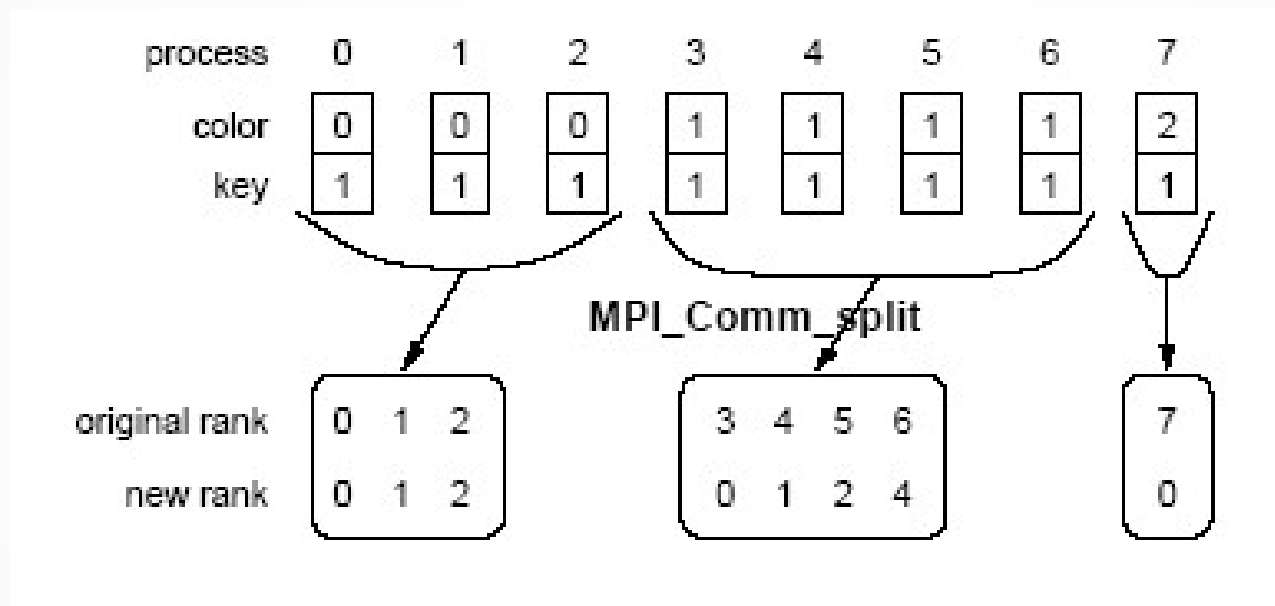 process 0 1 2 3 4 5 6 7
color 0 0 0 1 1 1 1 2
key 1 1 1 1 1 1 1 1
MPI_Comm_split
original rank 0 1 2 3 4 5 6 7
new rank 0 1 2 0 1 2 4 0